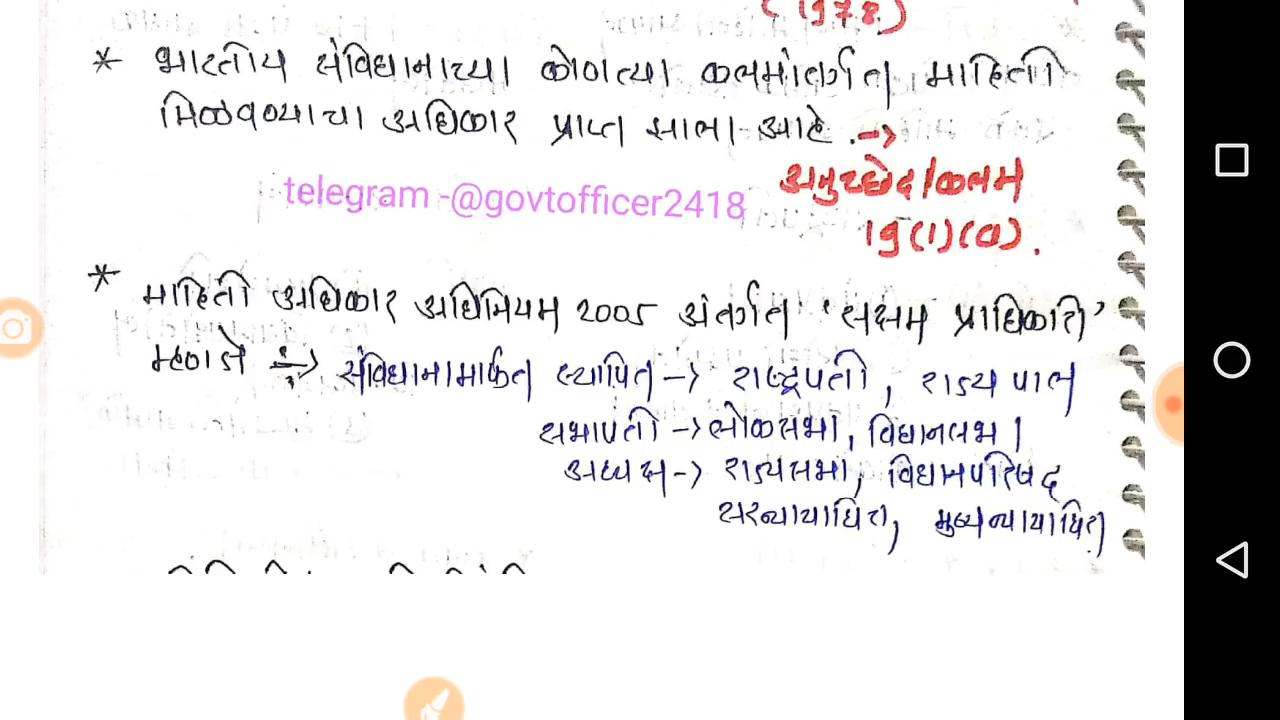 (1978.)
* भारतीय संविधानाच्या कोणत्या कलमांतर्गत माहिती
मिळवण्याचा अधिकार प्राप्त झाला आहे. →
telegram -@govtofficer2418
अनुच्छेद/कलम
19(1)(a).
* माहिती अधिकार अधिनियम 2005 अंतर्गत 'सक्षम प्राधिकारी'
म्हणजे → संविधानामार्फत स्थापित → राष्ट्रपती, राज्यपाल
सभापती → लोकसभा, विधानसभा
अध्यक्ष → राज्यसभा, विधानपरिषद
सरन्यायाधिश, मुख्यन्यायाधिश